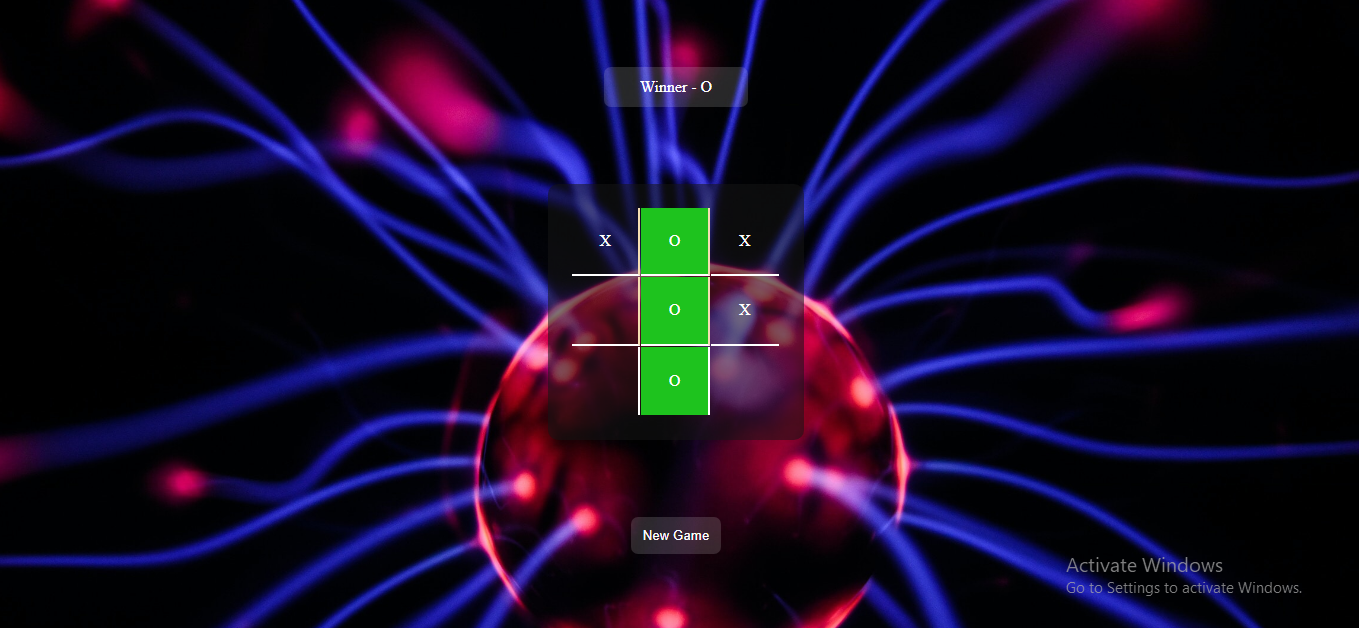 Winner - O
X O X
O X
O
New Game
Activate Windows
Go to Settings to activate Windows.